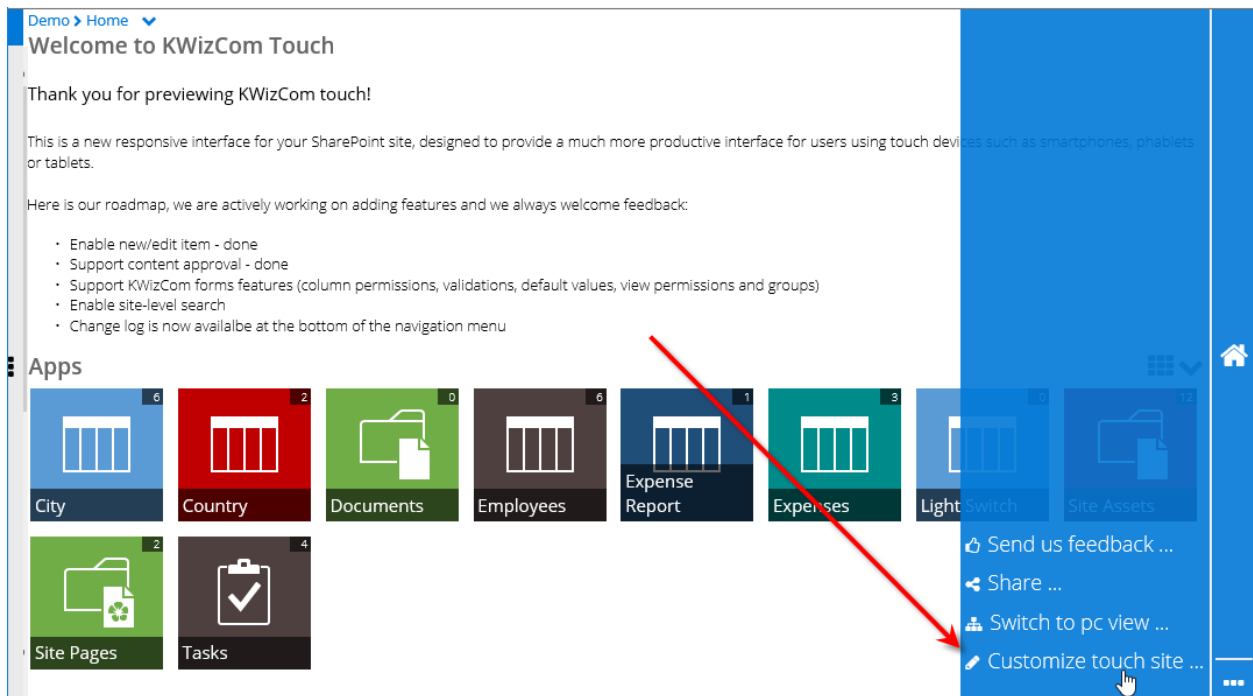 Demo > Home
Welcome to KWizCom Touch
Thank you for previewing KWizCom touch!
This is a new responsive interface for your SharePoint site, designed to provide a much more productive interface for users using touch devices such as smartphones, phablets
or tablets.
Here is our roadmap, we are actively working on adding features and we always welcome feedback:
• Enable new/edit item - done
• Support content approval - done
• Support KWizCom forms features (column permissions, validations, default values, view permissions and groups)
• Enable site-level search
• Change log is now availalbe at the bottom of the navigation menu
Apps
6
City
2
Country
0
Documents
6
Employees
1
Expense
Report
3
Expenses
0
Light Switch
12
Site Assets
2
Site Pages
4
Tasks
Send us feedback ...
Share ...
Switch to pc view ...
Customize touch site ...